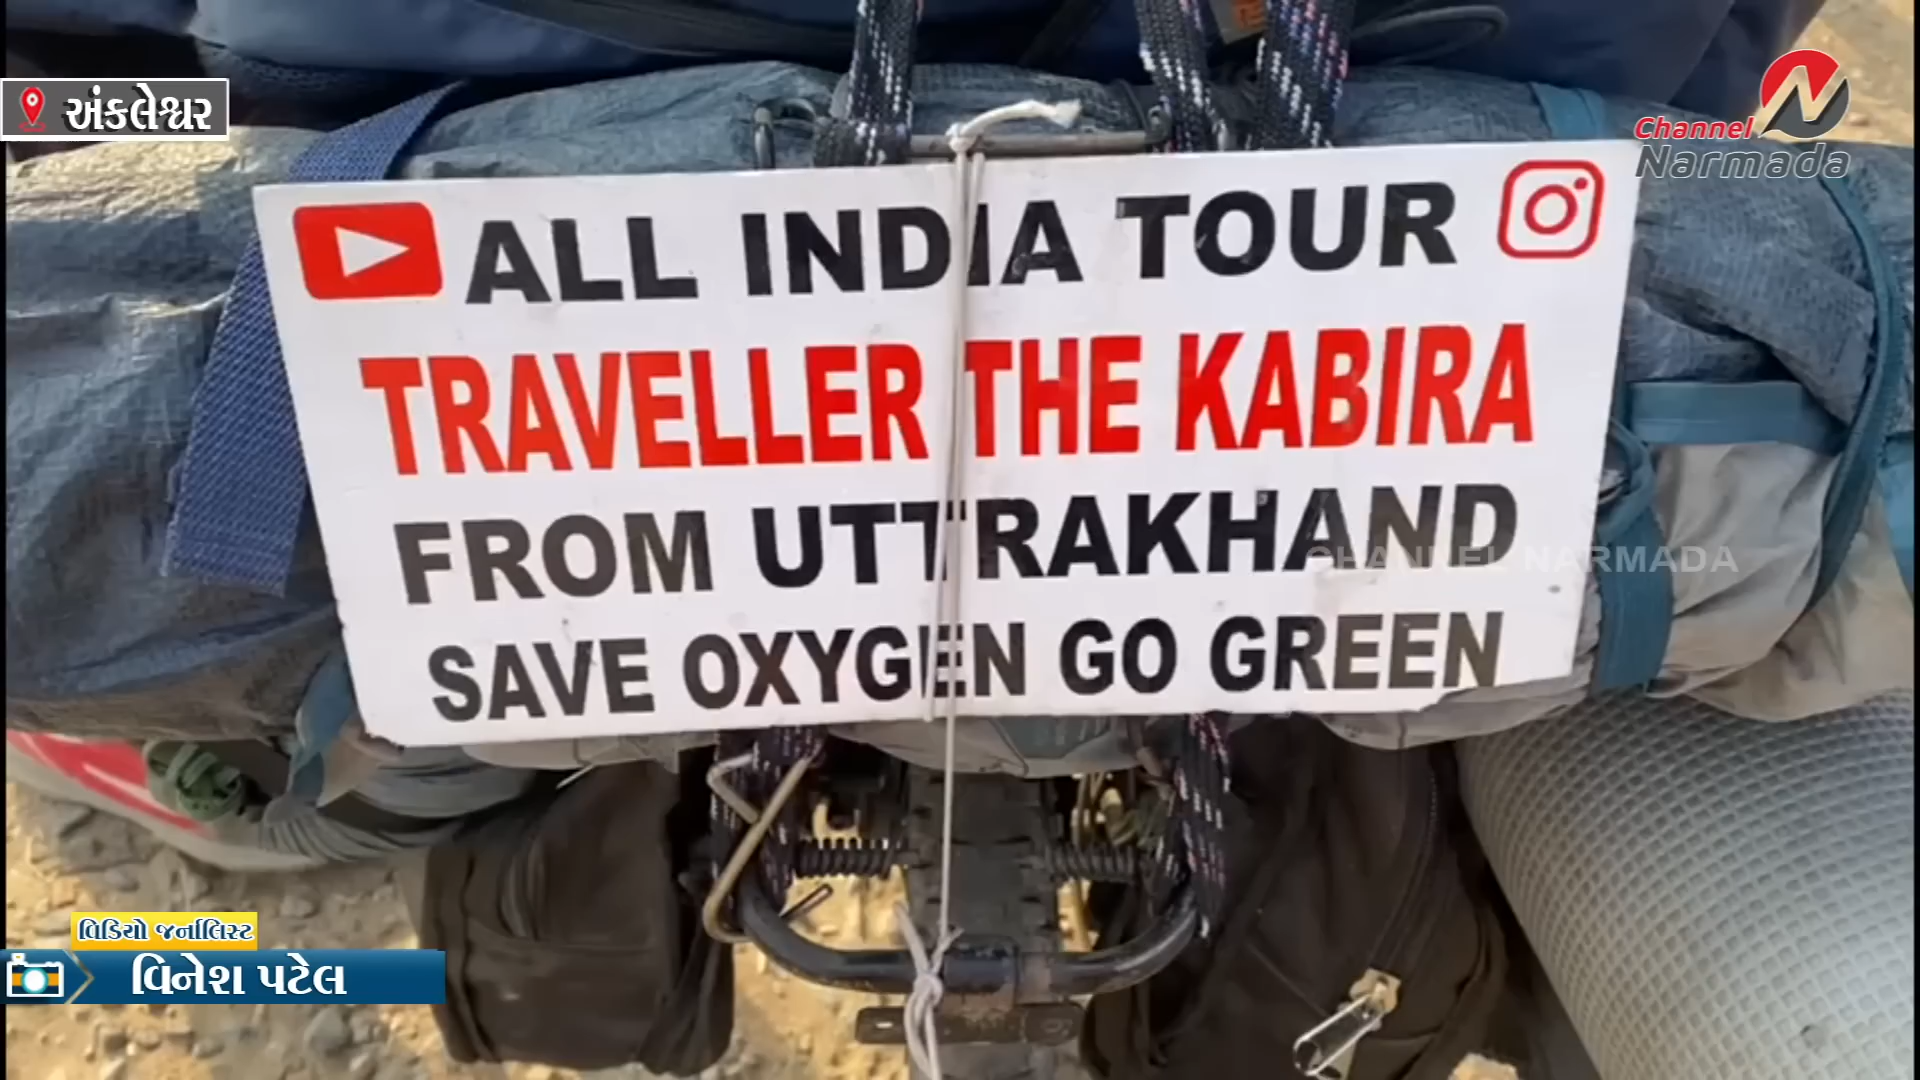 અંકલેશ્વર
Channel
Narmada
ALL INDIA TOUR
TRAVELLER THE KABIRA
FROM UTTRAKHAND
CHANNEL NARMADA
SAVE OXYGEN GO GREEN
વિડિયો જર્નાલિસ્ટ
વિનેશ પટેલ